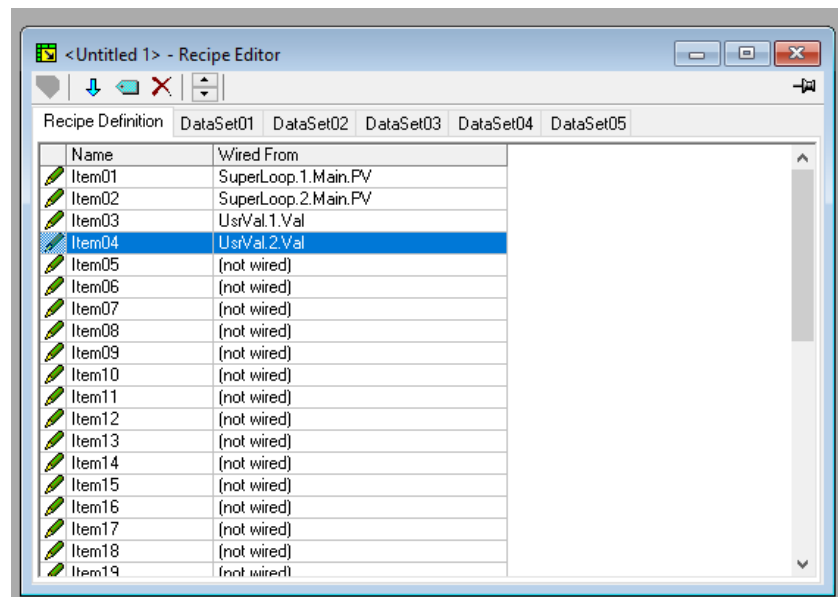 <Untitled 1> - Recipe Editor
Recipe Definition DataSet01 DataSet02 DataSet03 DataSet04 DataSet05
Name Wired From
Item01 SuperLoop.1.Main.PV
Item02 SuperLoop.2.Main.PV
Item03 UsrVal.1.Val
Item04 UsrVal.2.Val
Item05 (not wired)
Item06 (not wired)
Item07 (not wired)
Item08 (not wired)
Item09 (not wired)
Item10 (not wired)
Item11 (not wired)
Item12 (not wired)
Item13 (not wired)
Item14 (not wired)
Item15 (not wired)
Item16 (not wired)
Item17 (not wired)
Item18 (not wired)
Item19 (not wired)